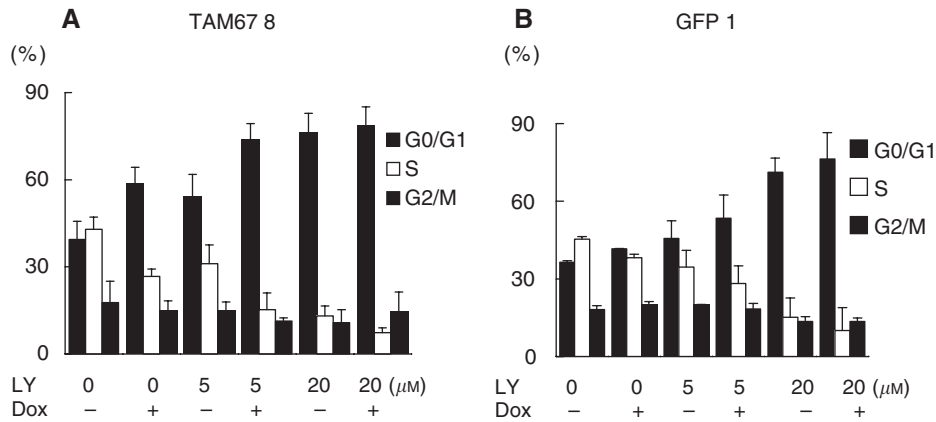 A TAM67 8
(%)
90
60
30
0
G0/G1
S
G2/M
LY 0 0 5 5 20 20 (μM)
Dox – + – + – +
B GFP 1
(%)
90
60
30
0
G0/G1
S
G2/M
LY 0 0 5 5 20 20 (μM)
Dox – + – + – +